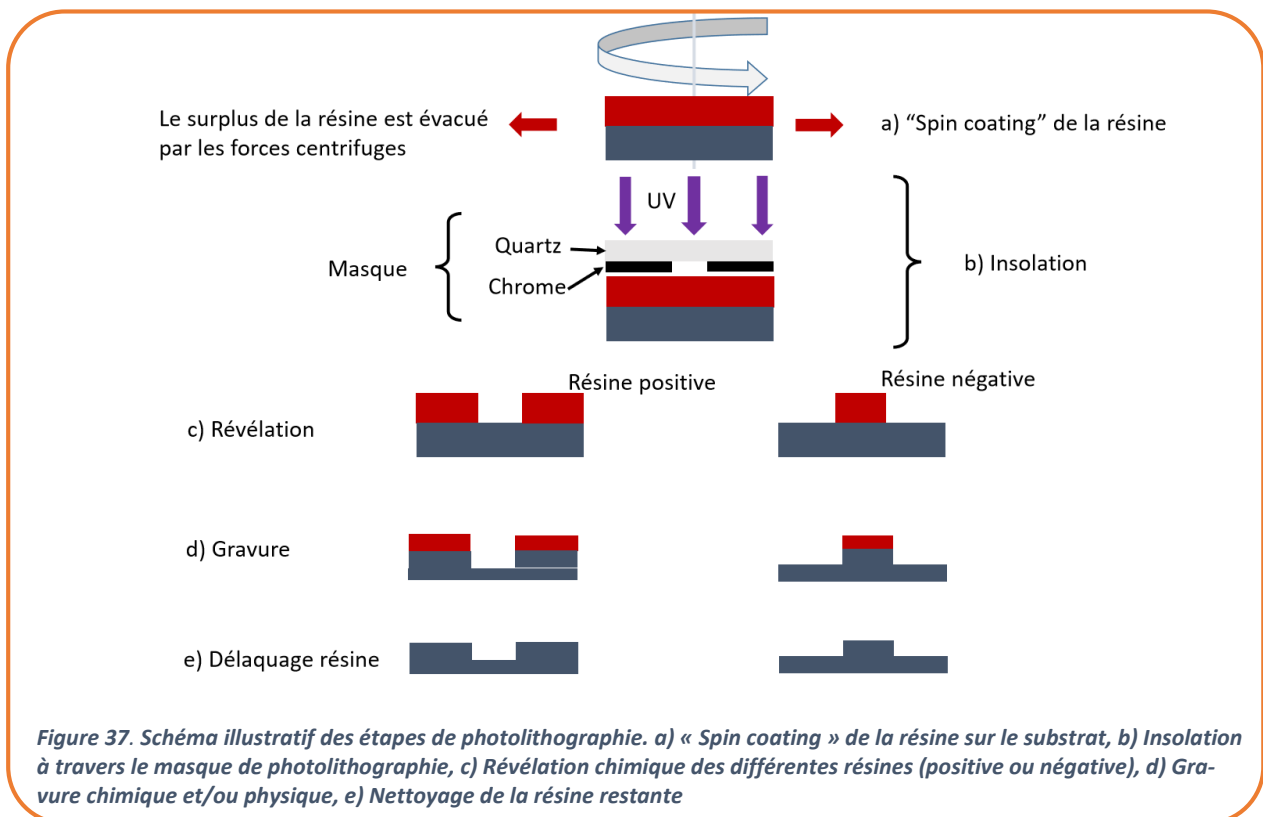 Le surplus de la résine est évacué
par les forces centrifuges
a) “Spin coating” de la résine
UV
Quartz
Masque
Chrome
b) Insolation
Résine positive
Résine négative
c) Révélation
d) Gravure
e) Délaquage résine
Figure 37. Schéma illustratif des étapes de photolithographie. a) « Spin coating » de la résine sur le substrat, b) Insolation
à travers le masque de photolithographie, c) Révélation chimique des différentes résines (positive ou négative), d) Gra-
vure chimique et/ou physique, e) Nettoyage de la résine restante